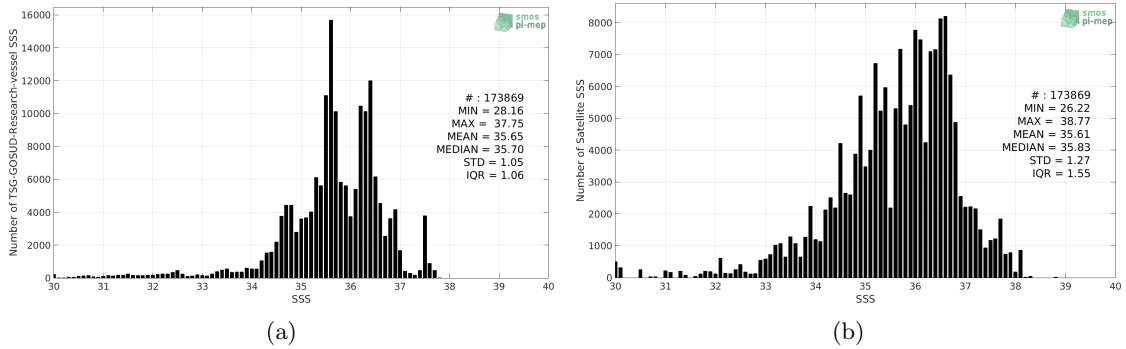 16000
14000
12000
10000
8000
6000
4000
2000
0
30 31 32 33 34 35 36 37 38 39 40
SSS
Number of TSG-GOSUD-Research-vessel SSS
smos
pi-mep
# : 173869
MIN = 28.16
MAX = 37.75
MEAN = 35.65
MEDIAN = 35.70
STD = 1.05
IQR = 1.06
(a)
8000
7000
6000
5000
4000
3000
2000
1000
0
30 31 32 33 34 35 36 37 38 39 40
SSS
Number of Satellite SSS
smos
pi-mep
# : 173869
MIN = 26.22
MAX = 38.77
MEAN = 35.61
MEDIAN = 35.83
STD = 1.27
IQR = 1.55
(b)